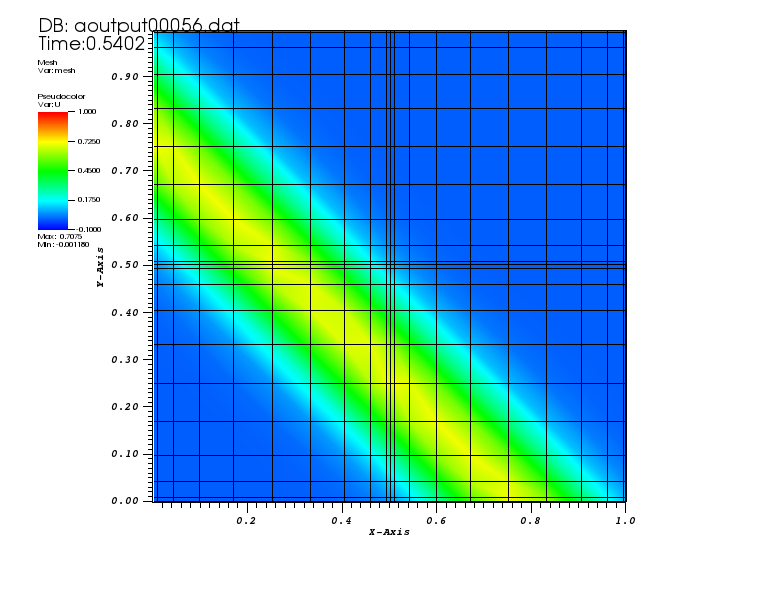 DB: aoutput00056.dat
Time:0.5402
Mesh
Var: mesh
Pseudocolor
Var: U
1.000
0.7250
0.4500
0.1750
-0.1000
Max: 0.7075
Min: -0.001180
0.90
0.80
0.70
0.60
0.50
0.40
0.30
0.20
0.10
0.00
Y-Axis
0.2
0.4
0.6
0.8
1.0
X-Axis